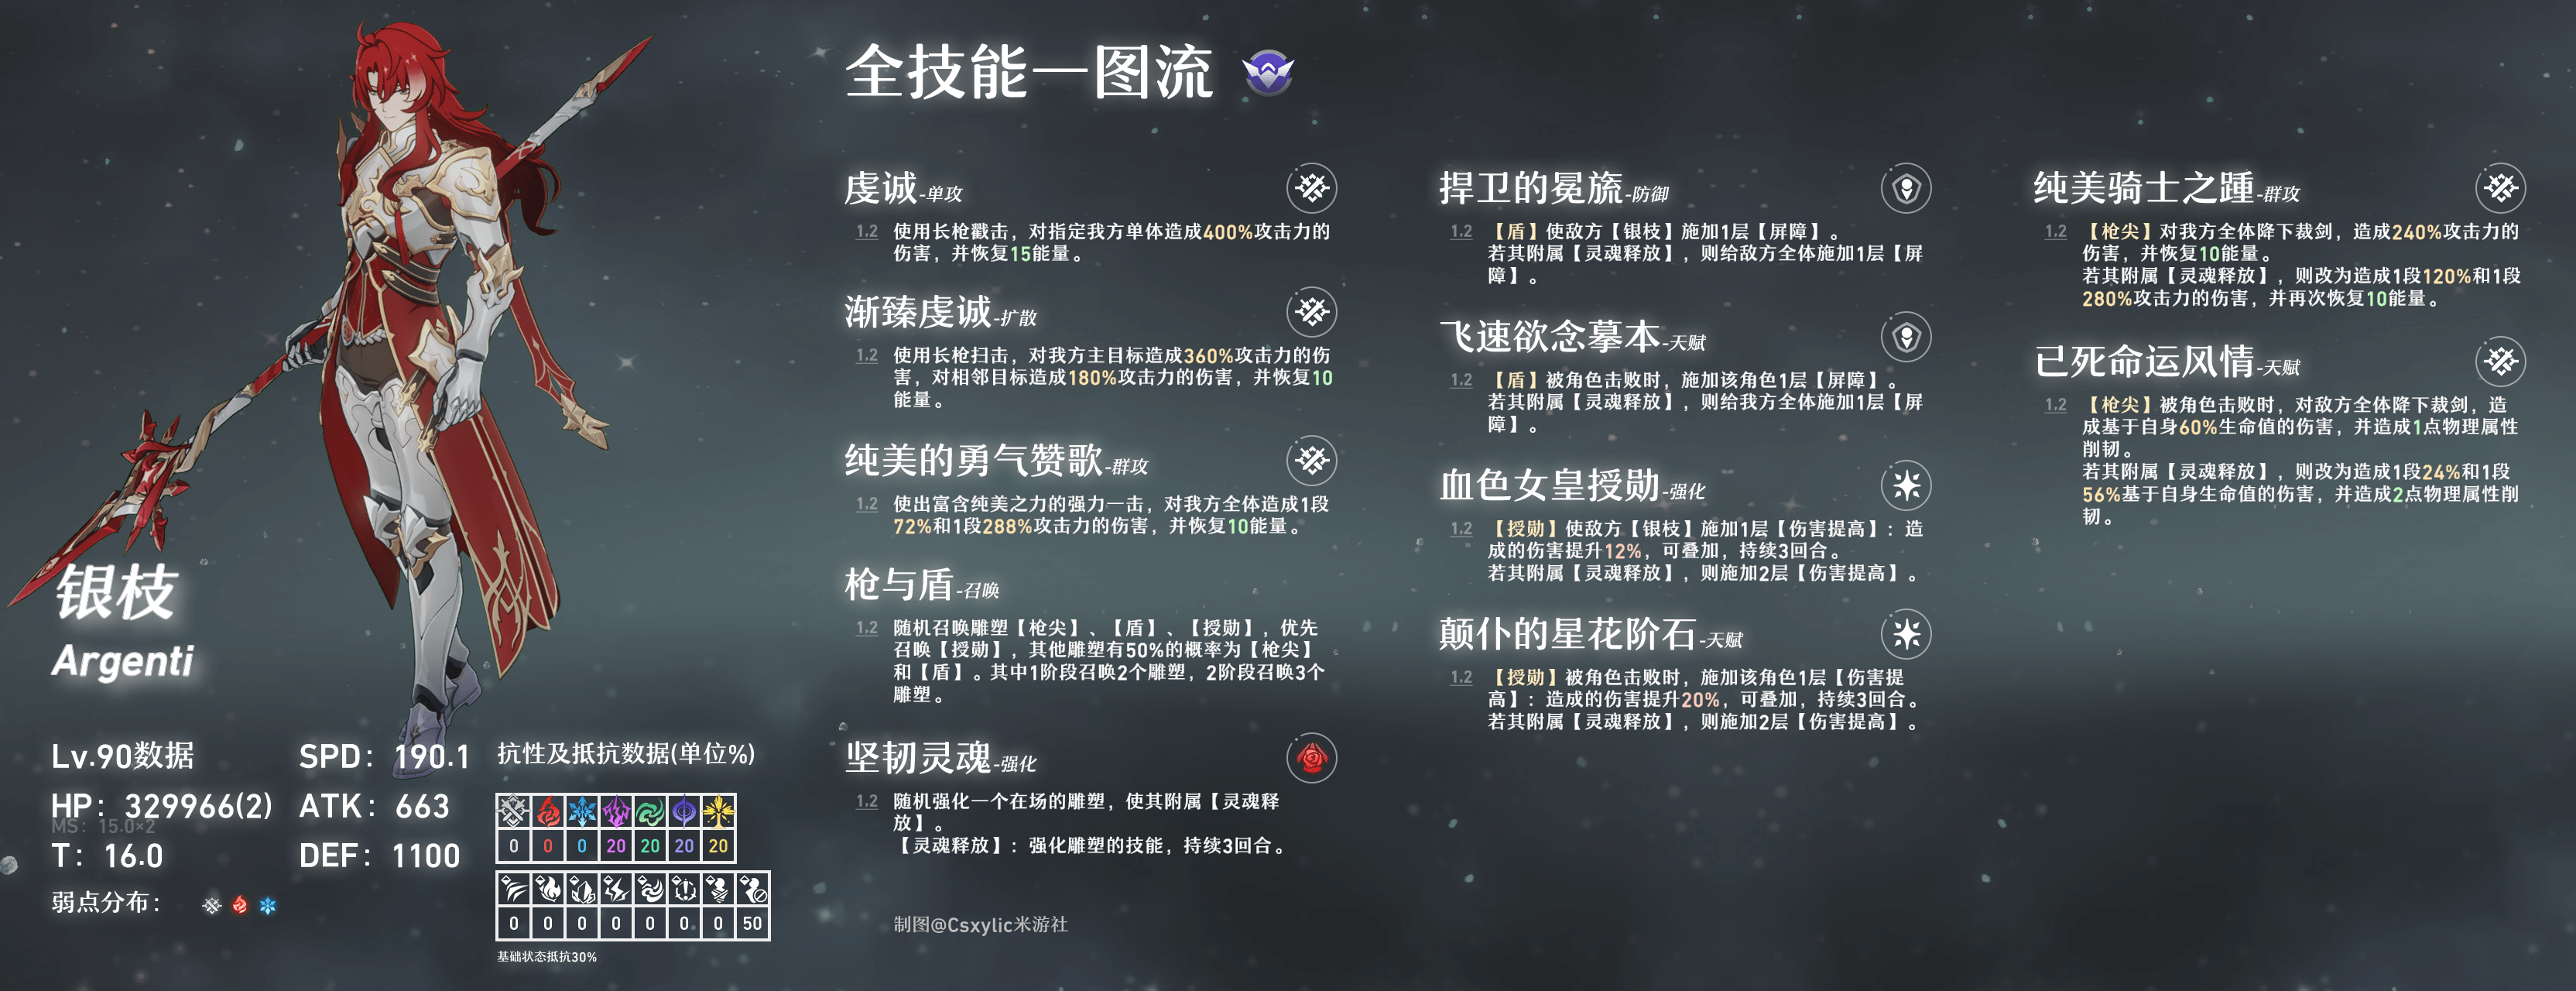 全技能一图流
银枝
Argenti
Lv.90数据
HP：329966(2)
MS：15.0×2
T：16.0
弱点分布：
SPD：190.1
ATK：663
DEF：1100
抗性及抵抗数据(单位%)
0 0 0 20 20 20 20
0 0 0 0 0 0 0 50
基础状态抵抗30%
虔诚-单攻
1,2 使用长枪戳击，对指定我方单体造成400%攻击力的
伤害，并恢复15能量。
渐臻虔诚-扩散
1,2 使用长枪扫击，对我方主目标造成360%攻击力的伤
害，对相邻目标造成180%攻击力的伤害，并恢复10
能量。
纯美的勇气赞歌-群攻
1,2 使出富含纯美之力的强力一击，对我方全体造成1段
72%和1段288%攻击力的伤害，并恢复10能量。
枪与盾-召唤
1,2 随机召唤雕塑【枪尖】、【盾】、【授勋】，优先
召唤【授勋】，其他雕塑有50%的概率为【枪尖】
和【盾】。其中1阶段召唤2个雕塑，2阶段召唤3个
雕塑。
坚韧灵魂-强化
1,2 随机强化一个在场的雕塑，使其附属【灵魂释
放】。
【灵魂释放】：强化雕塑的技能，持续3回合。
制图@Csxylic米游社
捍卫的冕旒-防御
1,2 【盾】使敌方【银枝】施加1层【屏障】。
若其附属【灵魂释放】，则给敌方全体施加1层【屏
障】。
飞速欲念摹本-天赋
1,2 【盾】被角色击败时，施加该角色1层【屏障】。
若其附属【灵魂释放】，则给我方全体施加1层【屏
障】。
血色女皇授勋-强化
1,2 【授勋】使敌方【银枝】施加1层【伤害提高】：造
成的伤害提升12%，可叠加，持续3回合。
若其附属【灵魂释放】，则施加2层【伤害提高】。
颠仆的星花阶石-天赋
1,2 【授勋】被角色击败时，施加该角色1层【伤害提
高】：造成的伤害提升20%，可叠加，持续3回合。
若其附属【灵魂释放】，则施加2层【伤害提高】。
纯美骑士之踵-群攻
1,2 【枪尖】对我方全体降下裁剑，造成240%攻击力的
伤害，并恢复10能量。
若其附属【灵魂释放】，则改为造成1段120%和1段
280%攻击力的伤害，并再次恢复10能量。
已死命运风情-天赋
1,2 【枪尖】被角色击败时，对敌方全体降下裁剑，造
成基于自身60%生命值的伤害，并造成1点物理属性
削韧。
若其附属【灵魂释放】，则改为造成1段24%和1段
56%基于自身生命值的伤害，并造成2点物理属性削
韧。